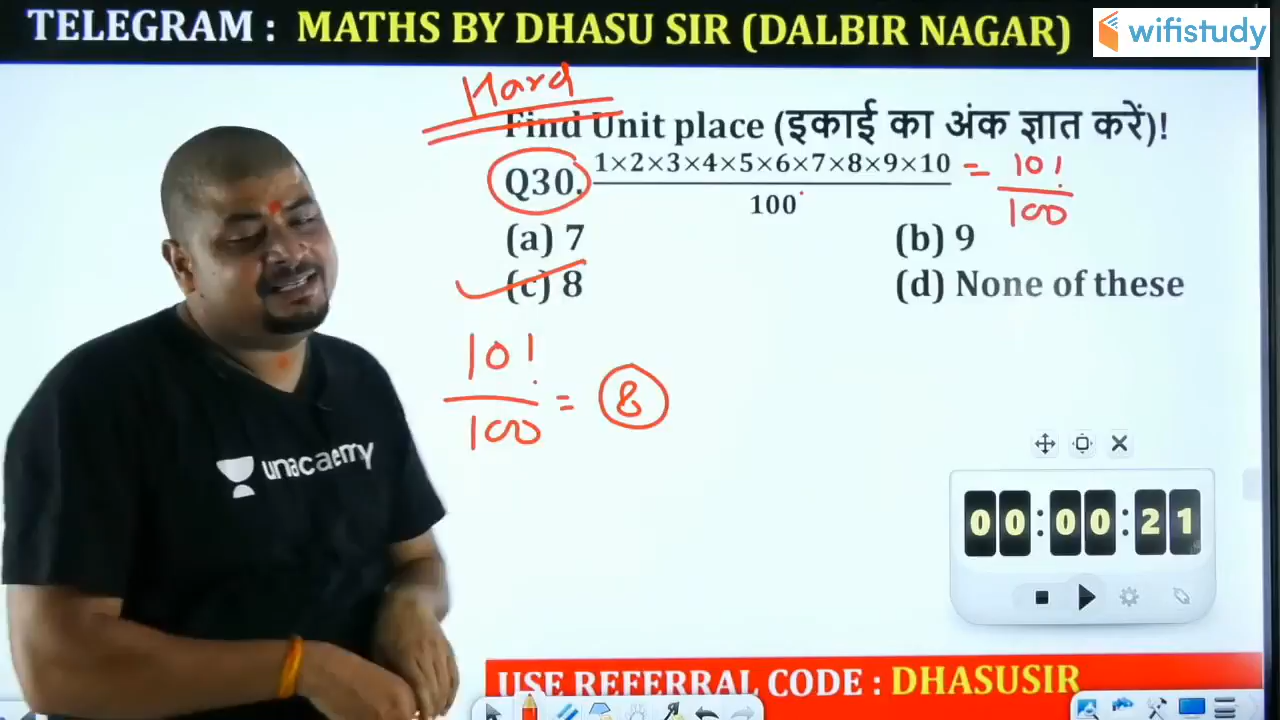 TELEGRAM : MATHS BY DHASU SIR (DALBIR NAGAR)
wifistudy
Hard
Find Unit place (इकाई का अंक ज्ञात करें)!
Q30. 1×2×3×4×5×6×7×8×9×10 = 10!
100 100
(a) 7 (b) 9
(c) 8 (d) None of these
10!
100 = 8
unacaemy
00:00:21
USE REFERRAL CODE : DHASUSIR